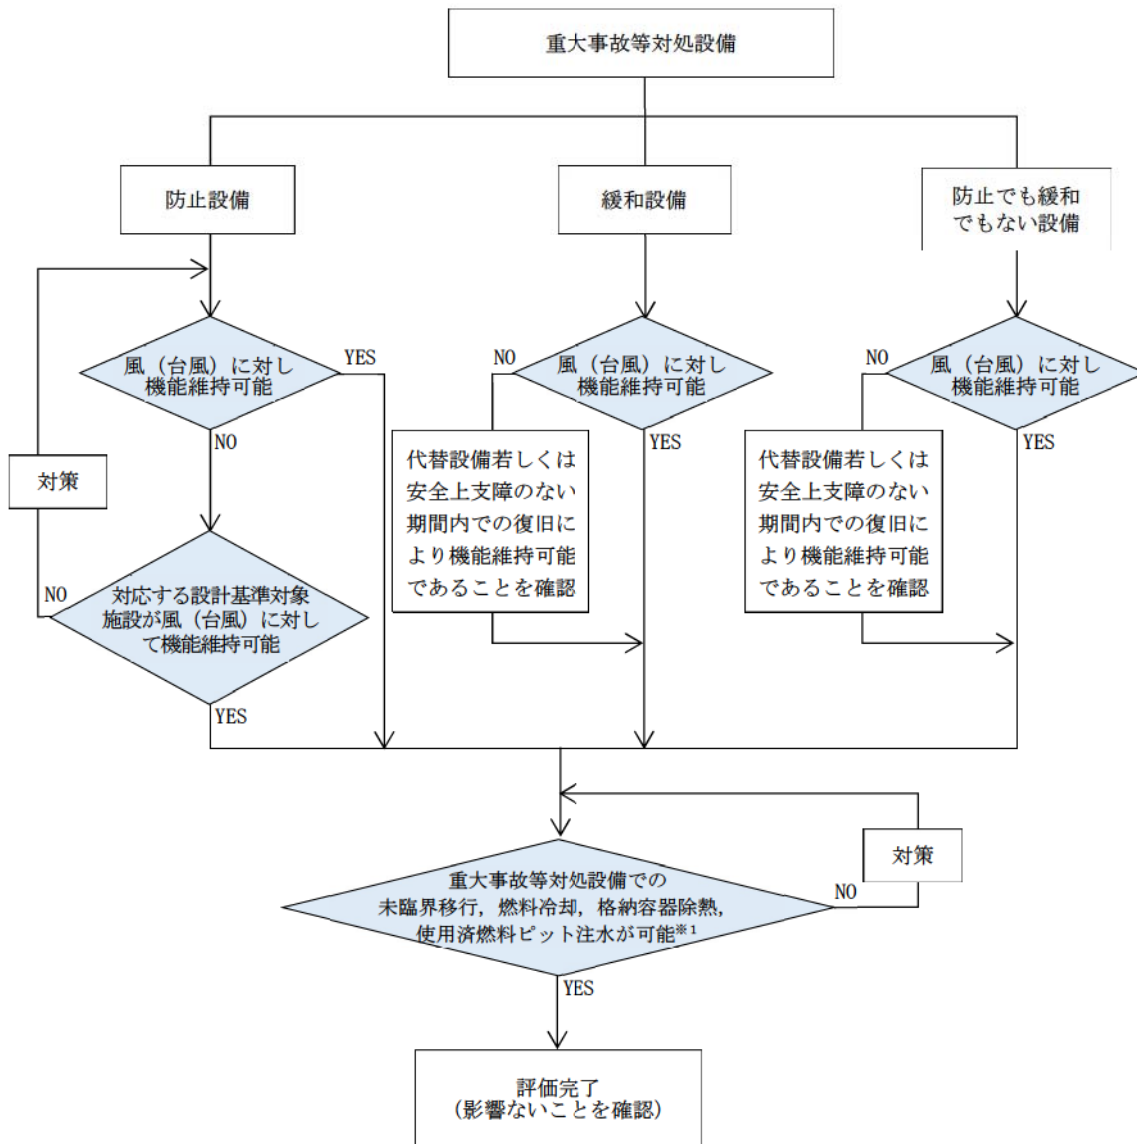 重大事故等対処設備
防止設備
緩和設備
防止でも緩和
でもない設備
風（台風）に対し
機能維持可能
YES
NO
風（台風）に対し
機能維持可能
NO
YES
風（台風）に対し
機能維持可能
NO
YES
対策
代替設備若しくは
安全上支障のない
期間内での復旧に
より機能維持可能
であることを確認
代替設備若しくは
安全上支障のない
期間内での復旧に
より機能維持可能
であることを確認
対応する設計基準対象
施設が風（台風）に対し
て機能維持可能
NO
YES
対策
重大事故等対処設備での
未臨界移行，燃料冷却，格納容器除熱，
使用済燃料ピット注水が可能※1
NO
YES
評価完了
（影響ないことを確認）